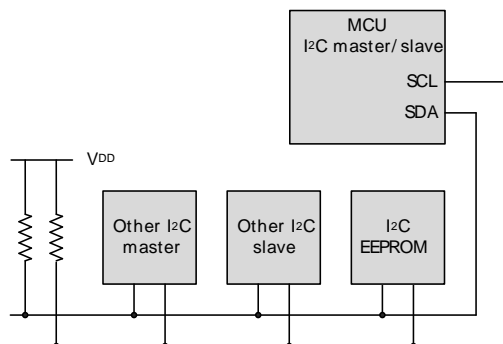 MCU
I2C master/ slave
SCL
SDA
VDD
Other I2C
master
Other I2C
slave
I2C
EEPROM